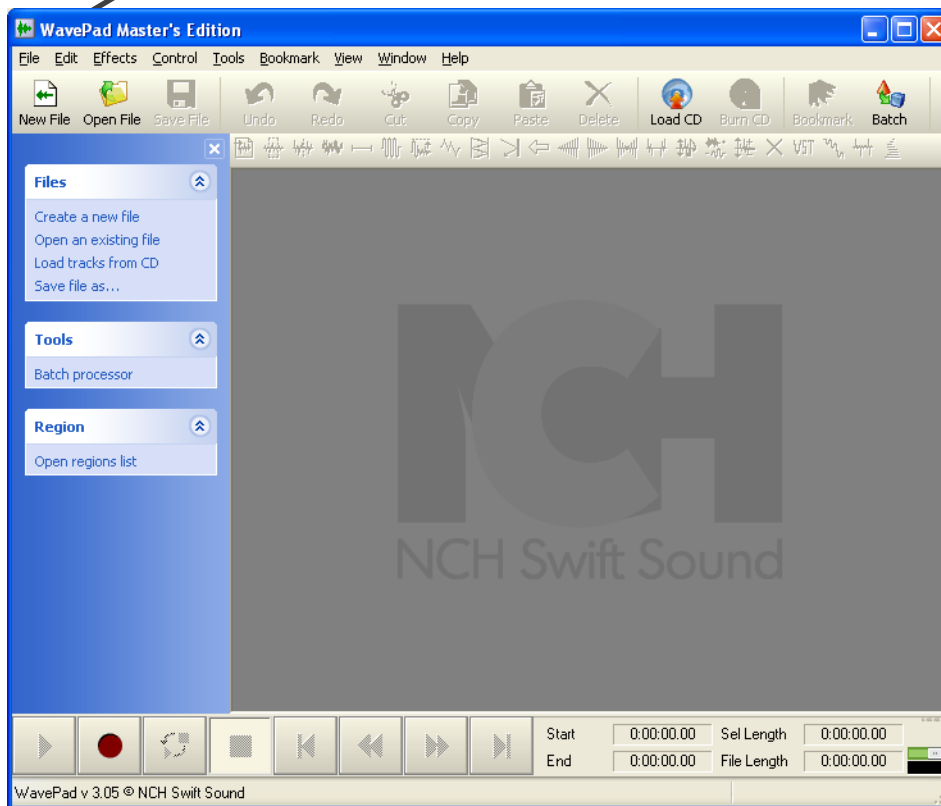 WavePad Master's Edition
File Edit Effects Control Tools Bookmark View Window Help
New File Open File Save File Undo Redo Cut Copy Paste Delete Load CD Burn CD Bookmark Batch
VST
Files
Create a new file
Open an existing file
Load tracks from CD
Save file as...
Tools
Batch processor
Region
Open regions list
NCH
NCH Swift Sound
Start 0:00:00.00 Sel Length 0:00:00.00
End 0:00:00.00 File Length 0:00:00.00
WavePad v 3.05 © NCH Swift Sound